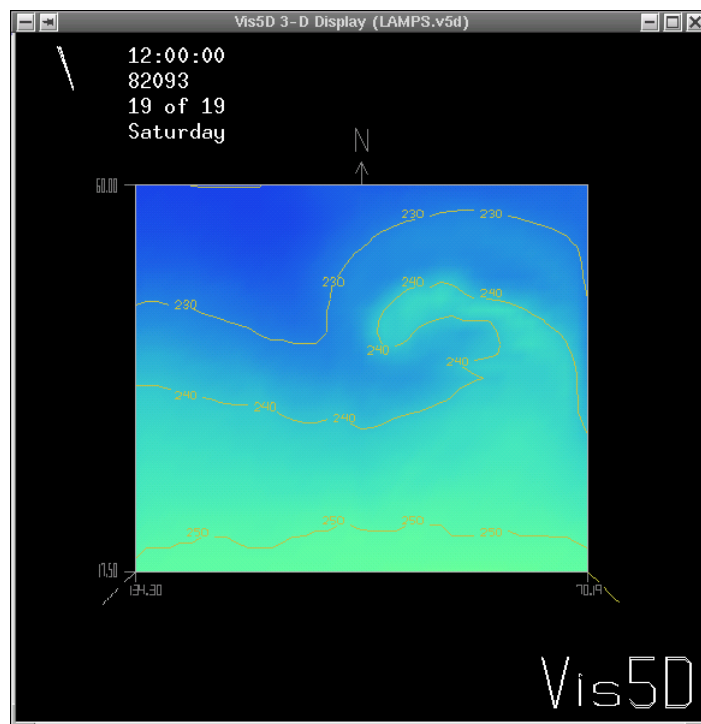 Vis5D 3-D Display (LAMPS.v5d)
12:00:00
82093
19 of 19
Saturday
N
60.00
230 230
230
240 240
230
240 240
240
240
240
250 250 250 250
17.50
134.30 70.19
Vis5D